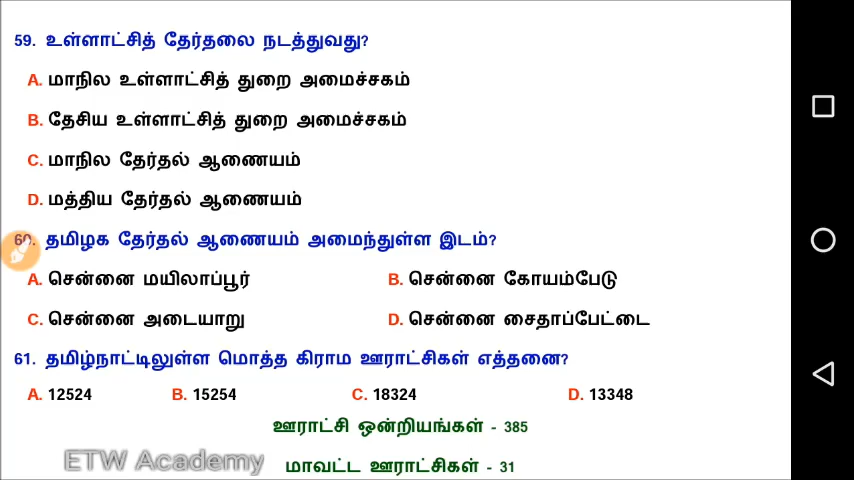 59. உள்ளாட்சித் தேர்தலை நடத்துவது?
A. மாநில உள்ளாட்சித் துறை அமைச்சகம்
B. தேசிய உள்ளாட்சித் துறை அமைச்சகம்
C. மாநில தேர்தல் ஆணையம்
D. மத்திய தேர்தல் ஆணையம்
60. தமிழக தேர்தல் ஆணையம் அமைந்துள்ள இடம்?
A. சென்னை மயிலாப்பூர் B. சென்னை கோயம்பேடு
C. சென்னை அடையாறு D. சென்னை சைதாப்பேட்டை
61. தமிழ்நாட்டிலுள்ள மொத்த கிராம ஊராட்சிகள் எத்தனை?
A. 12524 B. 15254 C. 18324 D. 13348
ஊராட்சி ஒன்றியங்கள் - 385
ETW Academy
மாவட்ட ஊராட்சிகள் - 31